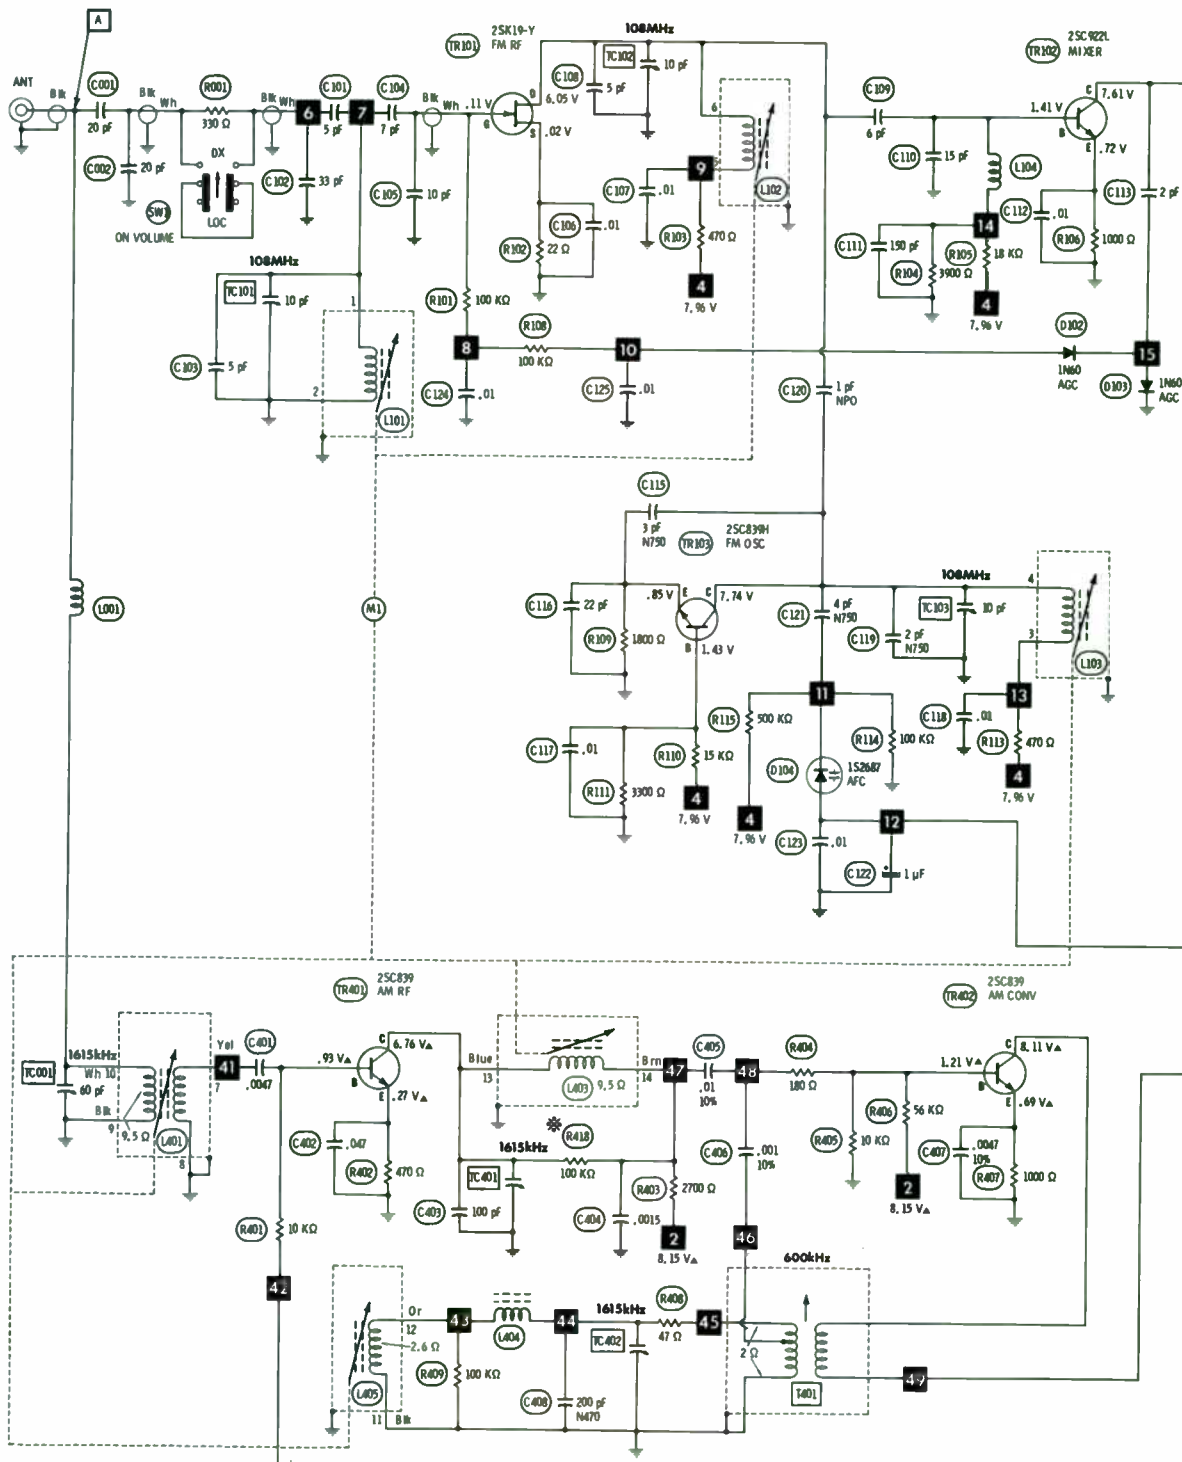 A
2SK19-Y
FM RF
TR101
108MHz
TC102
10 pf
2SC922L
MIXER
TR102
ANT
Blk
C001
20 pf
Blk
Wh
R001
330 Ω
Blk
Wh
6
C101
5 pf
7
C104
7 pf
Blk
Wh
.11 V
G
D
6.05 V
S
.02 V
C108
5 pf
6
C109
6 pf
1.41 V
B
C
7.61 V
E
.72 V
C002
20 pf
DX
LOC
SW1
ON VOLUME
C102
33 pf
C105
10 pf
C107
.01
9
5
L102
C110
15 pf
L104
C113
2 pf
C106
.01
R102
22 Ω
R103
470 Ω
4
7.96 V
14
C112
.01
R106
1000 Ω
C111
150 pf
R104
3900 Ω
R105
18 KΩ
4
7.96 V
108MHz
TC101
10 pf
1
R101
100 KΩ
C103
5 pf
2
L101
8
R108
100 KΩ
10
D102
1N60
AGC
15
D103
1N60
AGC
C124
.01
C125
.01
C120
1 pf
NPO
C115
3 pf
N750
2SC839H
FM OSC
TR103
L001
M1
C116
22 pf
R109
1800 Ω
.85 V
E
C
7.74 V
B
1.43 V
C121
4 pf
N750
C119
2 pf
N750
108MHz
TC103
10 pf
4
3
L103
11
13
C117
.01
R111
3300 Ω
R110
15 KΩ
4
7.96 V
R115
500 KΩ
4
7.96 V
R114
100 KΩ
D104
1S2687
AFC
C118
.01
R113
470 Ω
4
7.96 V
C123
.01
12
C122
1 µF
2SC839
AM RF
TR401
2SC839
AM CONV
TR402
TC001
1615kHz
60 pf
Wh 10
Blk
9
9.5 Ω
L401
8
Yel
41
7
C401
.0047
.93 V▲
B
C
6.76 V▲
E
.27 V▲
Blue
13
L403
9.5 Ω
Brn
14
47
C405
.01
10%
48
R404
180 Ω
1.21 V▲
B
C
8.11 V▲
E
.69 V▲
C402
.047
R402
470 Ω
R401
10 KΩ
42
1615kHz
TC401
R418
100 KΩ
C403
100 pf
C404
.0015
R403
2700 Ω
2
8.15 V▲
C406
.001
10%
R405
10 KΩ
R406
56 KΩ
2
8.15 V▲
C407
.0047
10%
R407
1000 Ω
46
600kHz
Or
12
2.6 Ω
L405
11
Blk
43
R409
100 KΩ
L404
44
C408
200 pf
N470
1615kHz
TC402
R408
47 Ω
45
2 Ω
T401
49